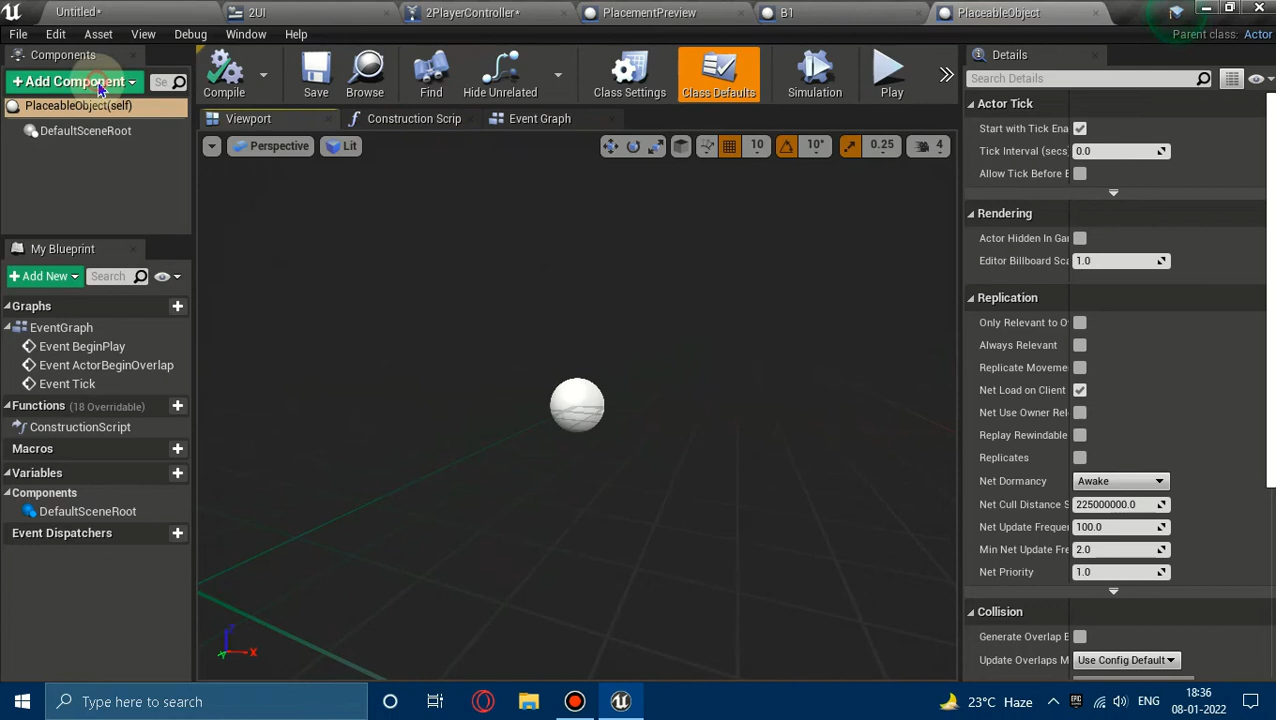 Untitled*
2UI
2PlayerController*
PlacementPreview
B1
PlaceableObject
File Edit Asset View Debug Window Help
Parent class: Actor
Components
+Add Component
Se
PlaceableObject(self)
DefaultSceneRoot
Compile
Save
Browse
Find
Hide Unrelated
Class Settings
Class Defaults
Simulation
Play
Viewport
Construction Scrip
Event Graph
Perspective
Lit
10
10°
0.25
4
My Blueprint
+Add New
Search
Graphs
EventGraph
Event BeginPlay
Event ActorBeginOverlap
Event Tick
Functions (18 Overridable)
ConstructionScript
Macros
Variables
Components
DefaultSceneRoot
Event Dispatchers
Z
X
Y
Details
Search Details
Actor Tick
Start with Tick Ena
Tick Interval (secs 0.0
Allow Tick Before B
Rendering
Actor Hidden In Gar
Editor Billboard Sca 1.0
Replication
Only Relevant to O
Always Relevant
Replicate Moveme
Net Load on Client
Net Use Owner Rel
Replay Rewindable
Replicates
Net Dormancy Awake
Net Cull Distance S 225000000.0
Net Update Frequen 100.0
Min Net Update Fre 2.0
Net Priority 1.0
Collision
Generate Overlap E
Update Overlaps M Use Config Default
Type here to search
23°C Haze
ENG
18:36
08-01-2022